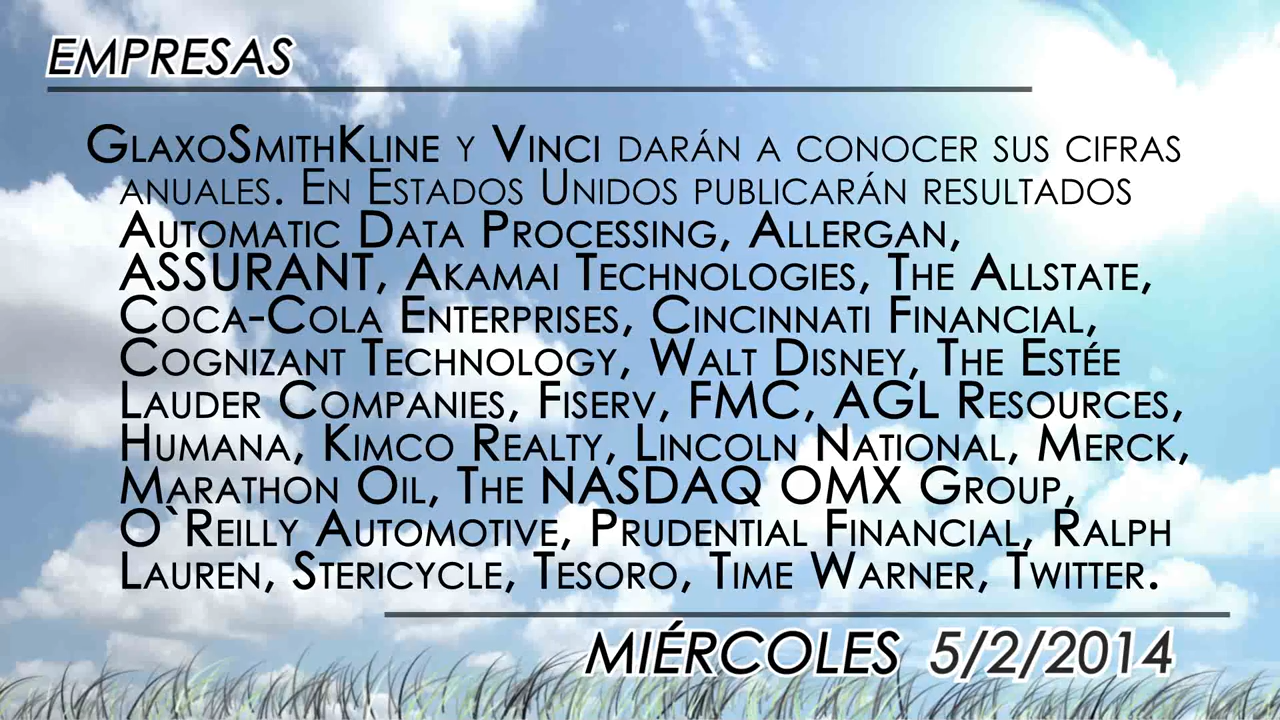 EMPRESAS
GlaxoSmithKline y Vinci darán a conocer sus cifras
anuales. En Estados Unidos publicarán resultados
Automatic Data Processing, Allergan,
ASSURANT, Akamai Technologies, The Allstate,
Coca-Cola Enterprises, Cincinnati Financial,
Cognizant Technology, Walt Disney, The Estée
Lauder Companies, Fiserv, FMC, AGL Resources,
Humana, Kimco Realty, Lincoln National, Merck,
Marathon Oil, The NASDAQ OMX Group,
O`Reilly Automotive, Prudential Financial, Ralph
Lauren, Stericycle, Tesoro, Time Warner, Twitter.
MIÉRCOLES 5/2/2014